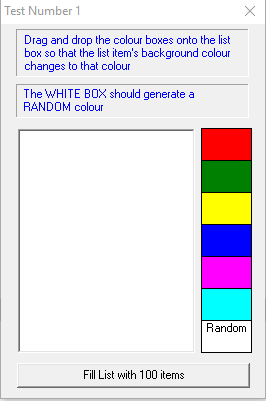 Test Number 1
Drag and drop the colour boxes onto the list
box so that the list item's background colour
changes to that colour
The WHITE BOX should generate a
RANDOM colour
Random
Fill List with 100 items